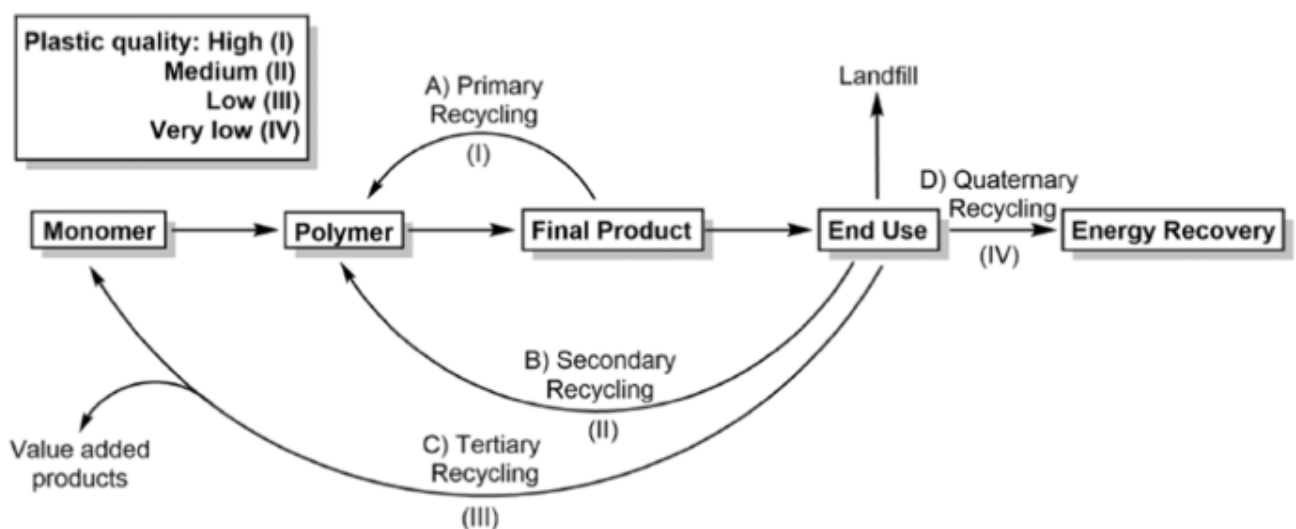 Plastic quality: High (I)
Medium (II)
Low (III)
Very low (IV)
A) Primary
Recycling
(I)
Landfill
D) Quaternary
Recycling
(IV)
Monomer
Polymer
Final Product
End Use
Energy Recovery
B) Secondary
Recycling
(II)
C) Tertiary
Recycling
(III)
Value added
products